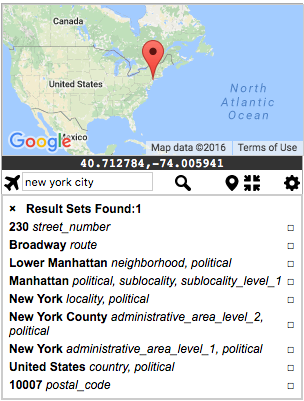 Canada
United States
North
Atlantic
Ocean
Mexico
Google
Map data ©2016
Terms of Use
40.712784,-74.005941
new york city
× Result Sets Found:1
230 street_number
Broadway route
Lower Manhattan neighborhood, political
Manhattan political, sublocality, sublocality_level_1
New York locality, political
New York County administrative_area_level_2,
political
New York administrative_area_level_1, political
United States country, political
10007 postal_code